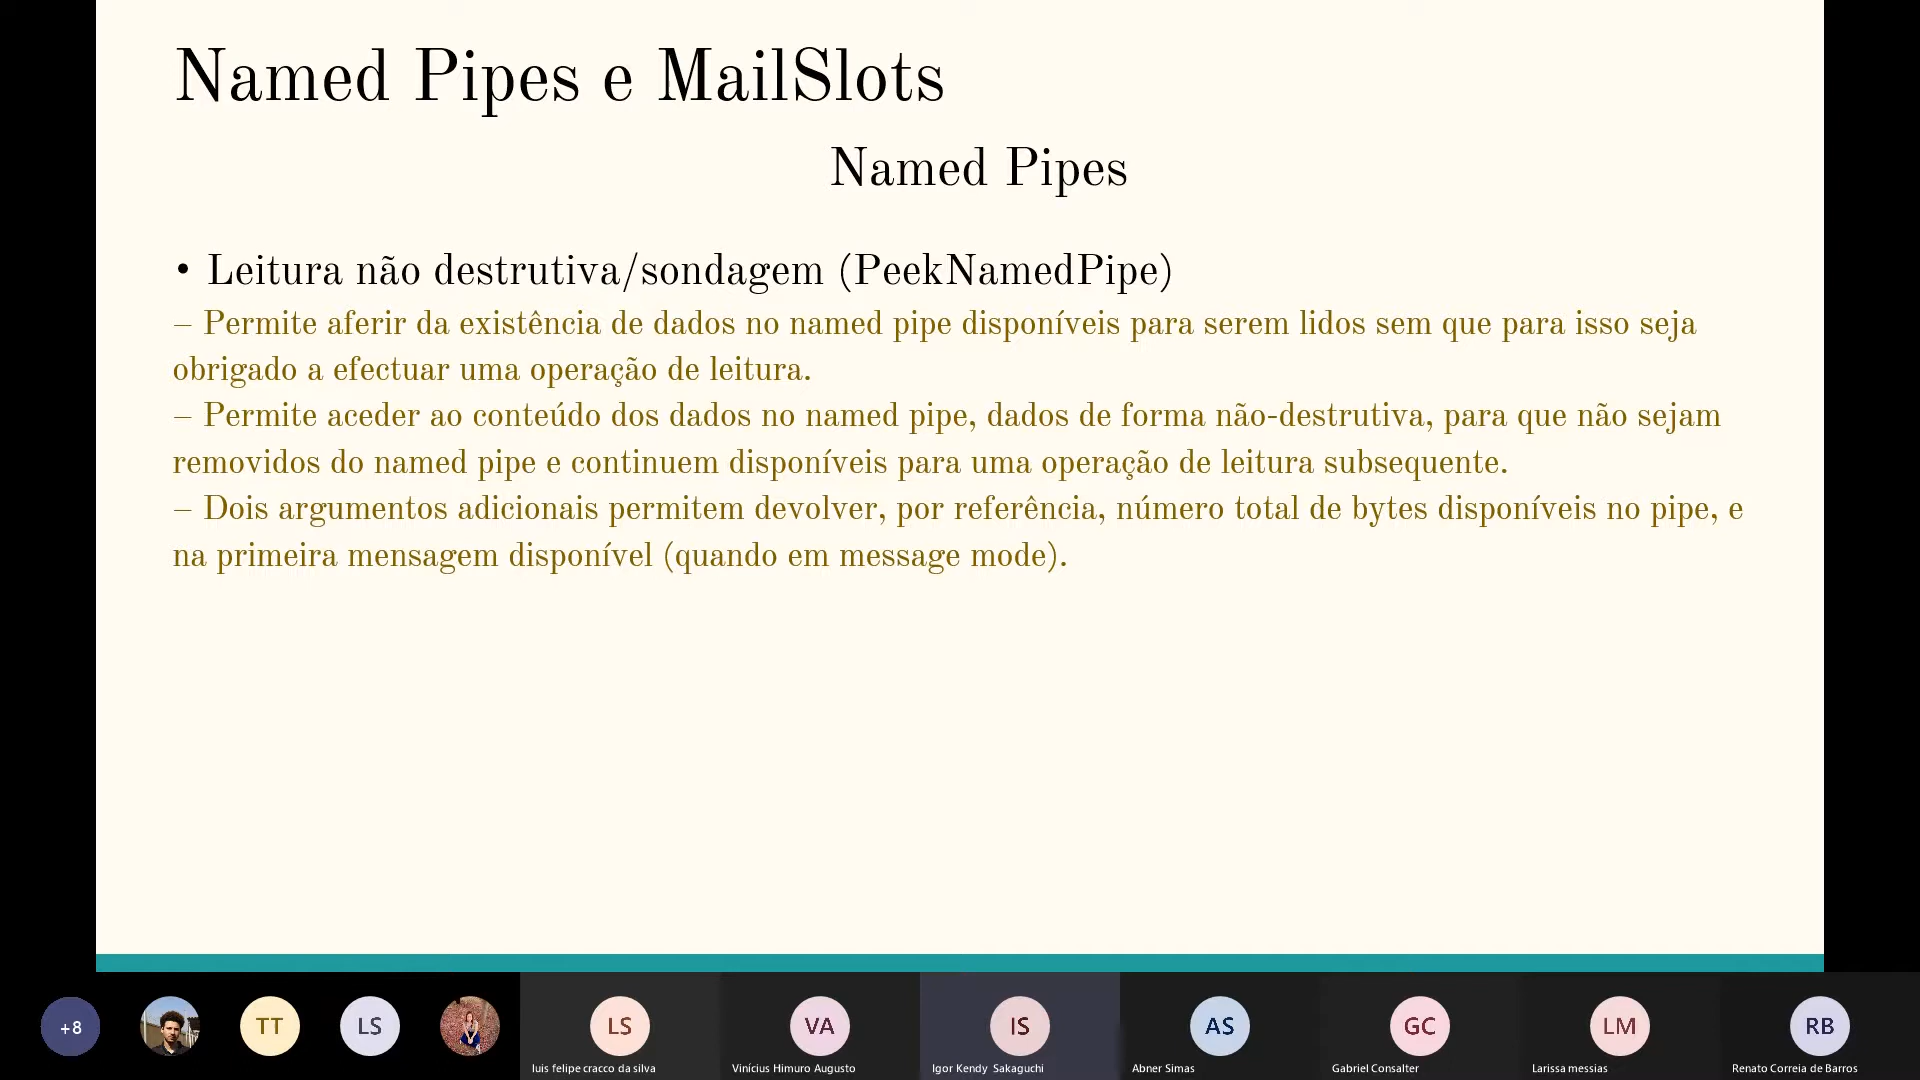 Named Pipes e MailSlots
Named Pipes
• Leitura não destrutiva/sondagem (PeekNamedPipe)
– Permite aferir da existência de dados no named pipe disponíveis para serem lidos sem que para isso seja
obrigado a efectuar uma operação de leitura.
– Permite aceder ao conteúdo dos dados no named pipe, dados de forma não-destrutiva, para que não sejam
removidos do named pipe e continuem disponíveis para uma operação de leitura subsequente.
– Dois argumentos adicionais permitem devolver, por referência, número total de bytes disponíveis no pipe, e
na primeira mensagem disponível (quando em message mode).
+8 TT LS LS VA IS AS GC LM RB
luis felipe cracco da silva Vinícius Himuro Augusto Igor Kendy Sakaguchi Abner Simas Gabriel Consalter Larissa messias Renato Correia de Barros